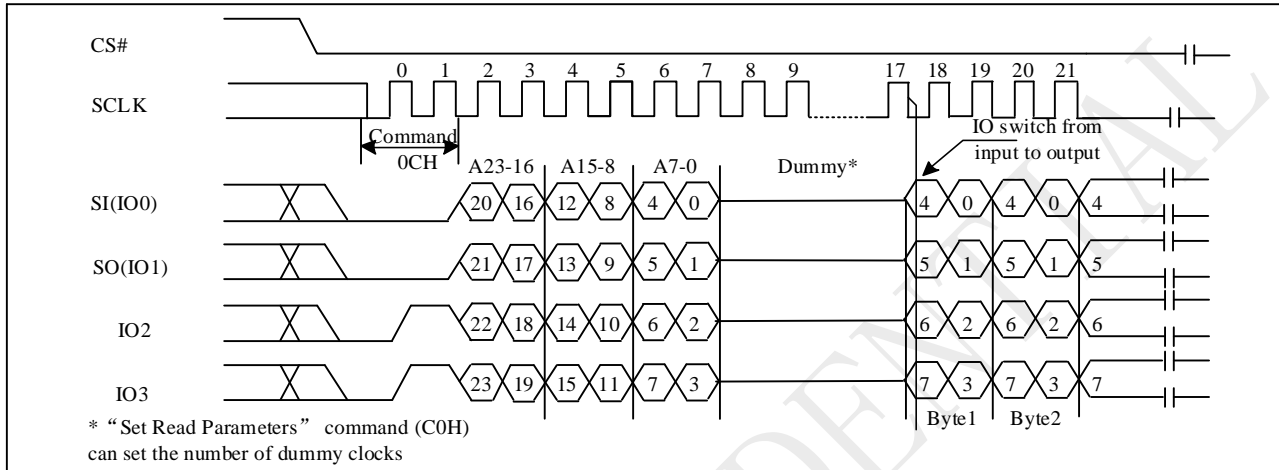 CS#
0 1 2 3 4 5 6 7 8 9 17 18 19 20 21
SCLK
Command
0CH
IO switch from
input to output
A23-16 A15-8 A7-0 Dummy*
SI(IO0) 20 16 12 8 4 0 4 0 4 0 4
SO(IO1) 21 17 13 9 5 1 5 1 5 1 5
IO2 22 18 14 10 6 2 6 2 6 2 6
IO3 23 19 15 11 7 3 7 3 7 3 7
Byte1 Byte2
* “Set Read Parameters” command (C0H)
can set the number of dummy clocks